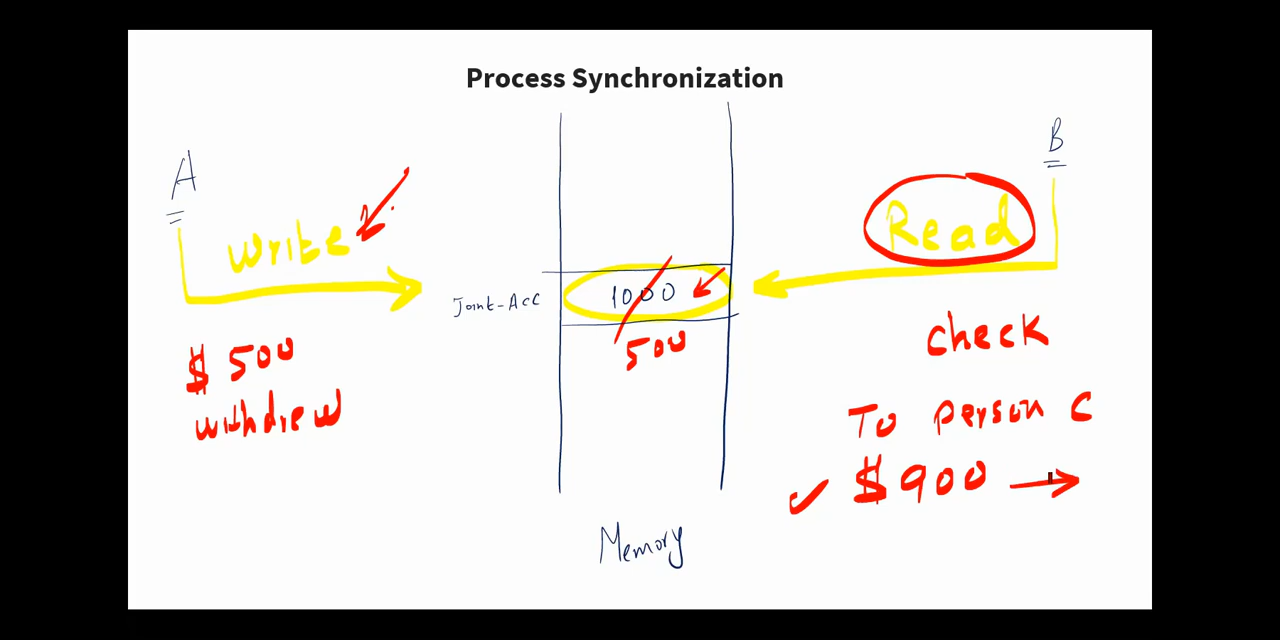 Process Synchronization
A
B
Write
Read
Joint-Acc
1000
500
$ 500
withdrew
Check
To person C
$900
Memory